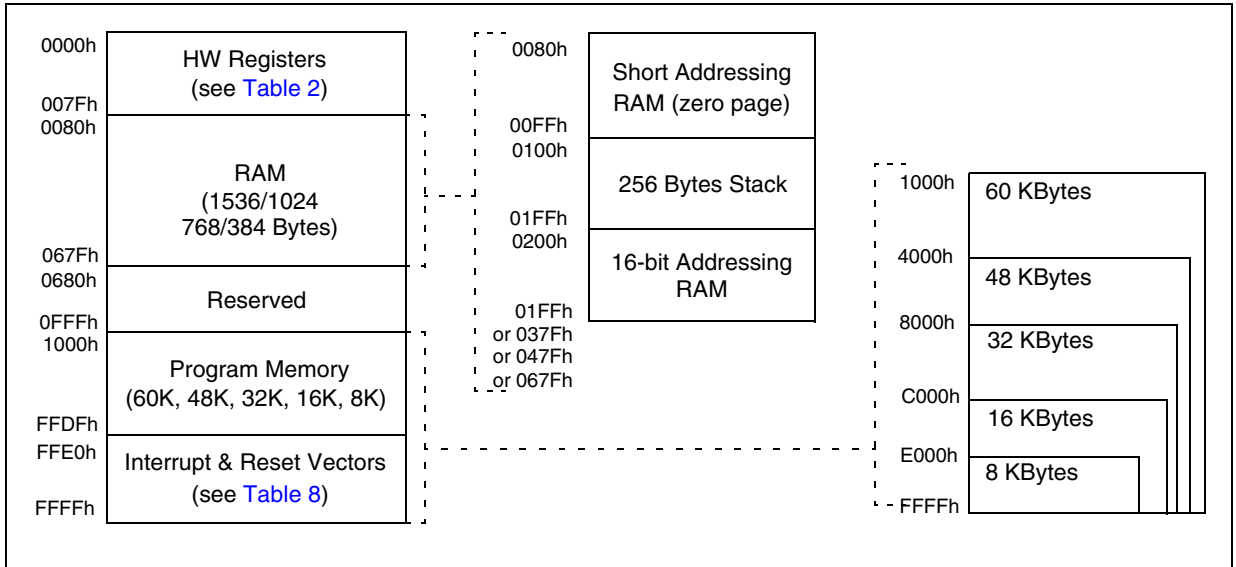 0000h
HW Registers
(see Table 2)
007Fh
0080h
RAM
(1536/1024
768/384 Bytes)
067Fh
0680h
Reserved
0FFFh
1000h
Program Memory
(60K, 48K, 32K, 16K, 8K)
FFDFh
FFE0h
Interrupt & Reset Vectors
(see Table 8)
FFFFh
0080h
Short Addressing
RAM (zero page)
00FFh
0100h
256 Bytes Stack
01FFh
0200h
16-bit Addressing
RAM
01FFh
or 037Fh
or 047Fh
or 067Fh
1000h
60 KBytes
4000h
48 KBytes
8000h
32 KBytes
C000h
16 KBytes
E000h
8 KBytes
FFFFh